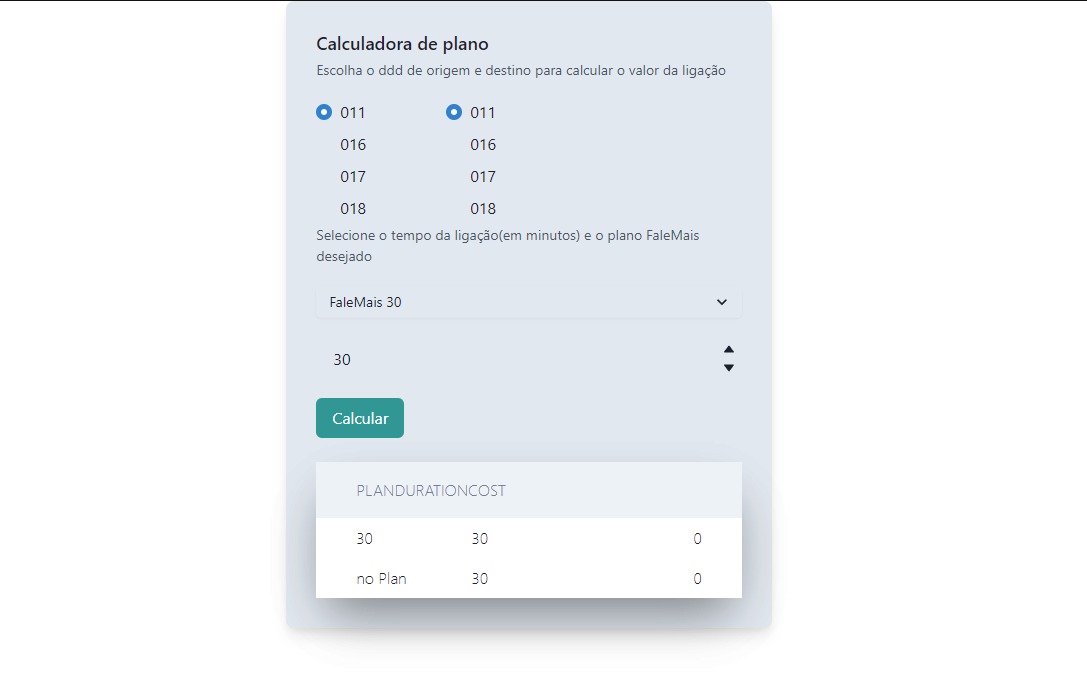 Calculadora de plano
Escolha o ddd de origem e destino para calcular o valor da ligação
011 011
016 016
017 017
018 018
Selecione o tempo da ligação(em minutos) e o plano FaleMais
desejado
FaleMais 30
30
Calcular
PLANDURATIONCOST
30 30 0
no Plan 30 0